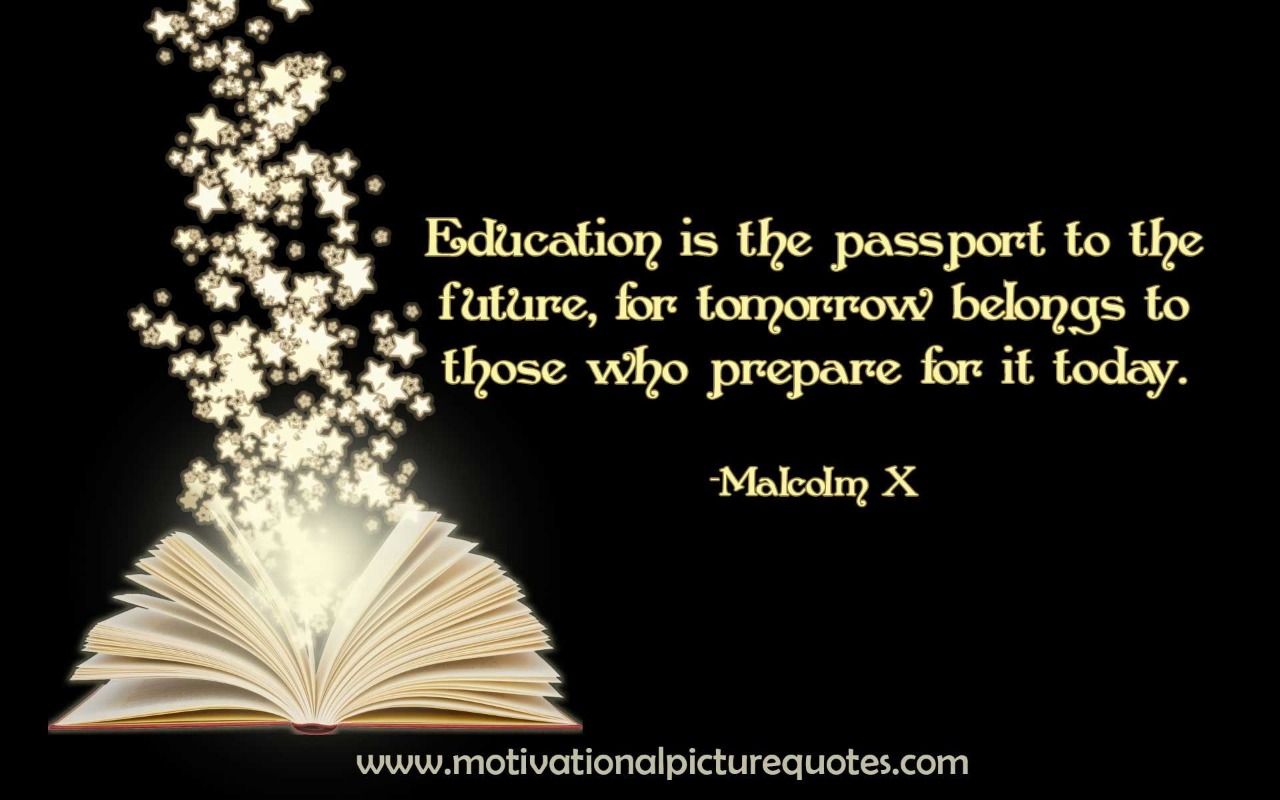 Education is the passport to the
future, for tomorrow belongs to
those who prepare for it today.
-Malcolm X
www.motivationalpicturequotes.com